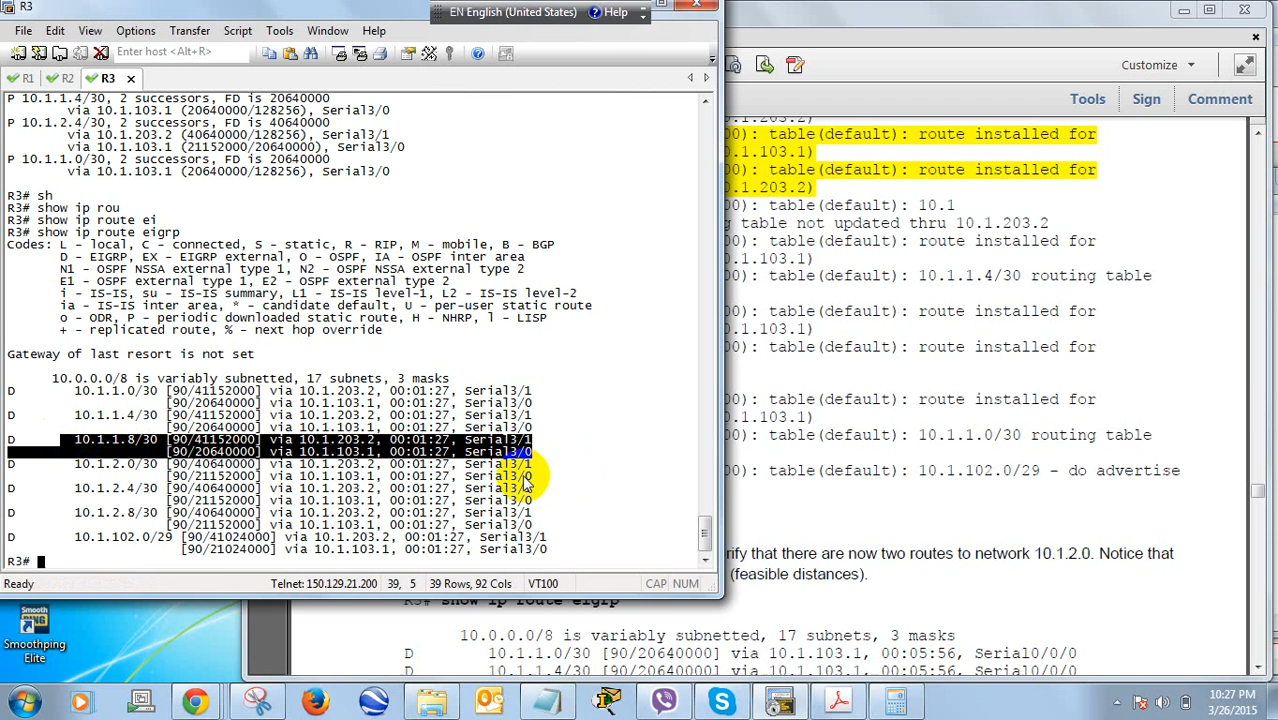 R3
EN English (United States)
Help
File Edit View Options Transfer Script Tools Window Help
Enter host <Alt+R>
R1 R2 R3
P 10.1.1.4/30, 2 successors, FD is 20640000
via 10.1.103.1 (20640000/128256), Serial3/0
P 10.1.2.4/30, 2 successors, FD is 40640000
via 10.1.203.2 (40640000/128256), Serial3/1
via 10.1.103.1 (21152000/20640000), Serial3/0
P 10.1.1.0/30, 2 successors, FD is 20640000
via 10.1.103.1 (20640000/128256), Serial3/0
R3# sh
R3# show ip rou
R3# show ip route ei
R3# show ip route eigrp
Codes: L - local, C - connected, S - static, R - RIP, M - mobile, B - BGP
D - EIGRP, EX - EIGRP external, O - OSPF, IA - OSPF inter area
N1 - OSPF NSSA external type 1, N2 - OSPF NSSA external type 2
E1 - OSPF external type 1, E2 - OSPF external type 2
i - IS-IS, su - IS-IS summary, L1 - IS-IS level-1, L2 - IS-IS level-2
ia - IS-IS inter area, * - candidate default, U - per-user static route
o - ODR, P - periodic downloaded static route, H - NHRP, l - LISP
+ - replicated route, % - next hop override
Gateway of last resort is not set
10.0.0.0/8 is variably subnetted, 17 subnets, 3 masks
D 10.1.1.0/30 [90/41152000] via 10.1.203.2, 00:01:27, Serial3/1
[90/20640000] via 10.1.103.1, 00:01:27, Serial3/0
D 10.1.1.4/30 [90/41152000] via 10.1.203.2, 00:01:27, Serial3/1
[90/20640000] via 10.1.103.1, 00:01:27, Serial3/0
D 10.1.1.8/30 [90/41152000] via 10.1.203.2, 00:01:27, Serial3/1
[90/20640000] via 10.1.103.1, 00:01:27, Serial3/0
D 10.1.2.0/30 [90/40640000] via 10.1.203.2, 00:01:27, Serial3/1
[90/21152000] via 10.1.103.1, 00:01:27, Serial3/0
D 10.1.2.4/30 [90/40640000] via 10.1.203.2, 00:01:27, Serial3/1
[90/21152000] via 10.1.103.1, 00:01:27, Serial3/0
D 10.1.2.8/30 [90/40640000] via 10.1.203.2, 00:01:27, Serial3/1
[90/21152000] via 10.1.103.1, 00:01:27, Serial3/0
D 10.1.102.0/29 [90/41024000] via 10.1.203.2, 00:01:27, Serial3/1
[90/21024000] via 10.1.103.1, 00:01:27, Serial3/0
R3#
Ready Telnet: 150.129.21.200 39, 5 39 Rows, 92 Cols VT100 CAP NUM
Customize
Tools Sign Comment
00): table(default): route installed for
0.1.103.1)
00): table(default): route installed for
0.1.203.2)
00): table(default): 10.1
ng table not updated thru 10.1.203.2
00): table(default): route installed for
0.1.103.1)
00): table(default): 10.1.1.4/30 routing table
00): table(default): route installed for
0.1.103.1)
00): table(default): route installed for
00): table(default): route installed for
0.1.103.1)
00): table(default): 10.1.1.0/30 routing table
00): table(default): 10.1.102.0/29 - do advertise
rify that there are now two routes to network 10.1.2.0. Notice that
(feasible distances).
R3# show ip route eigrp
10.0.0.0/8 is variably subnetted, 17 subnets, 3 masks
D 10.1.1.0/30 [90/20640000] via 10.1.103.1, 00:05:56, Serial0/0/0
D 10.1.1.4/30 [90/20640000] via 10.1.103.1, 00:05:56, Serial0/0/0
Smoothping
Elite
10:27 PM
3/26/2015